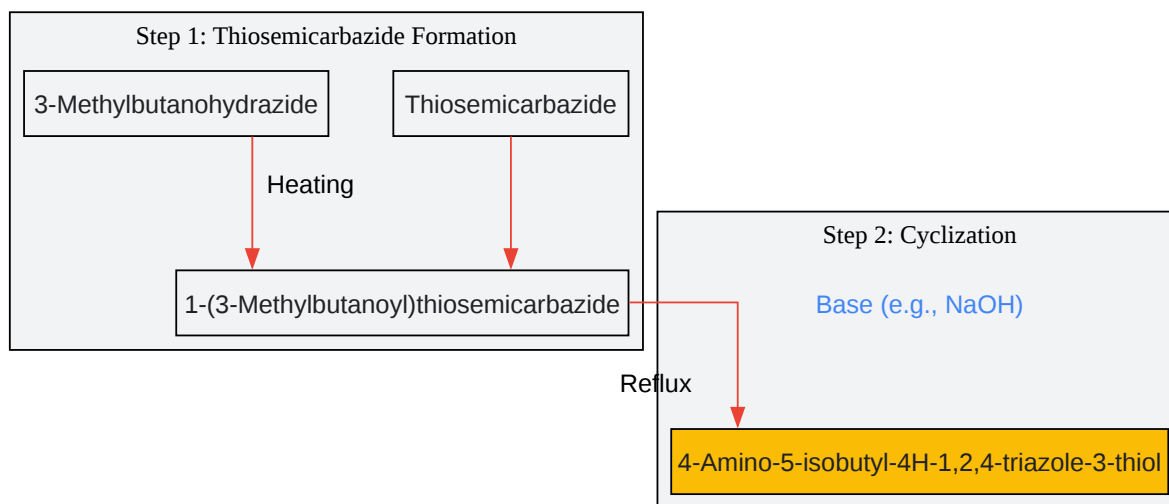 Step 1: Thiosemicarbazide Formation
3-Methylbutanohydrazide
Thiosemicarbazide
Heating
1-(3-Methylbutanoyl)thiosemicarbazide
Step 2: Cyclization
Base (e.g., NaOH)
Reflux
4-Amino-5-isobutyl-4H-1,2,4-triazole-3-thiol